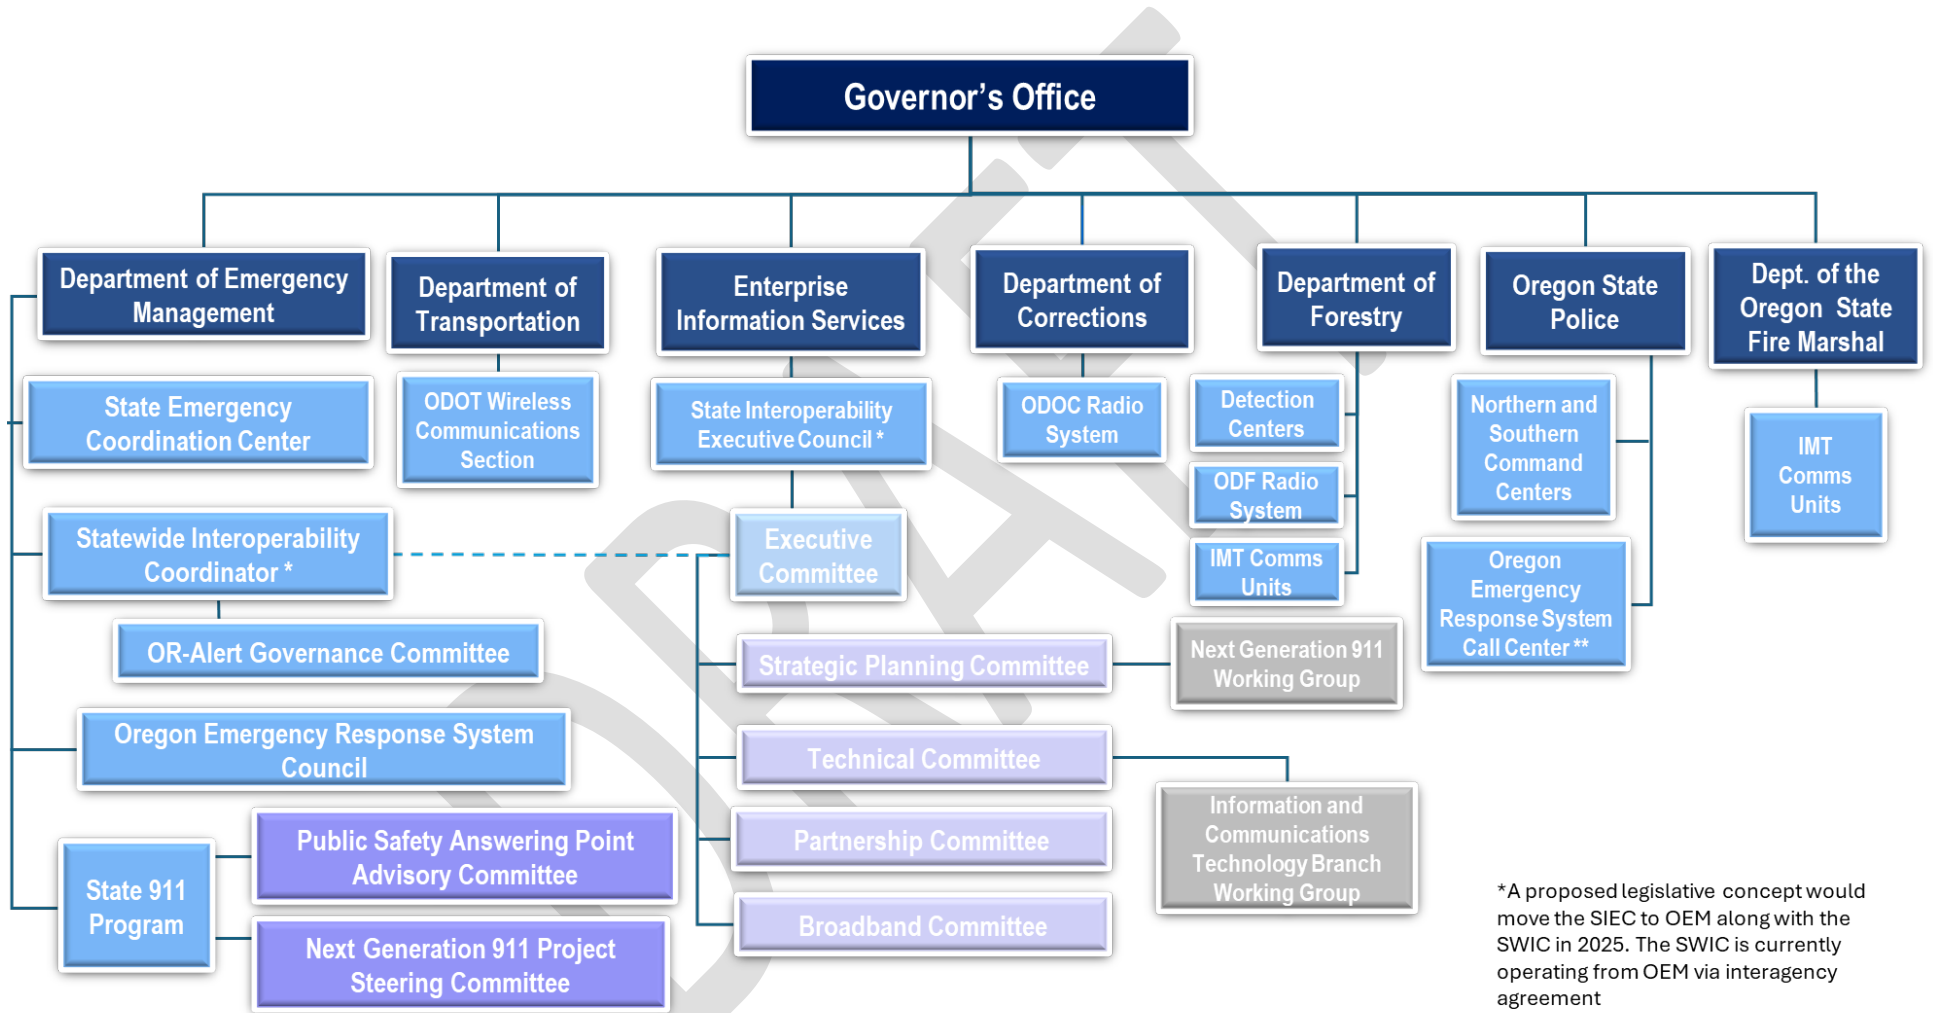 Governor's Office
Department of Emergency
Management
Department of
Transportation
Enterprise
Information Services
Department of
Corrections
Department of
Forestry
Oregon State
Police
Dept. of the
Oregon State
Fire Marshal
State Emergency
Coordination Center
ODOT Wireless
Communications
Section
State Interoperability
Executive Council *
ODOC Radio
System
Detection
Centers
ODF Radio
System
IMT Comms
Units
Northern and
Southern
Command
Centers
Oregon
Emergency
Response System
Call Center **
IMT
Comms
Units
Statewide Interoperability
Coordinator *
Executive
Committee
OR-Alert Governance Committee
Strategic Planning Committee
Next Generation 911
Working Group
Oregon Emergency Response System
Council
Technical Committee
Information and
Communications
Technology Branch
Working Group
Partnership Committee
Broadband Committee
State 911
Program
Public Safety Answering Point
Advisory Committee
Next Generation 911 Project
Steering Committee
*A proposed legislative concept would
move the SIEC to OEM along with the
SWIC in 2025. The SWIC is currently
operating from OEM via interagency
agreement
DRAFT